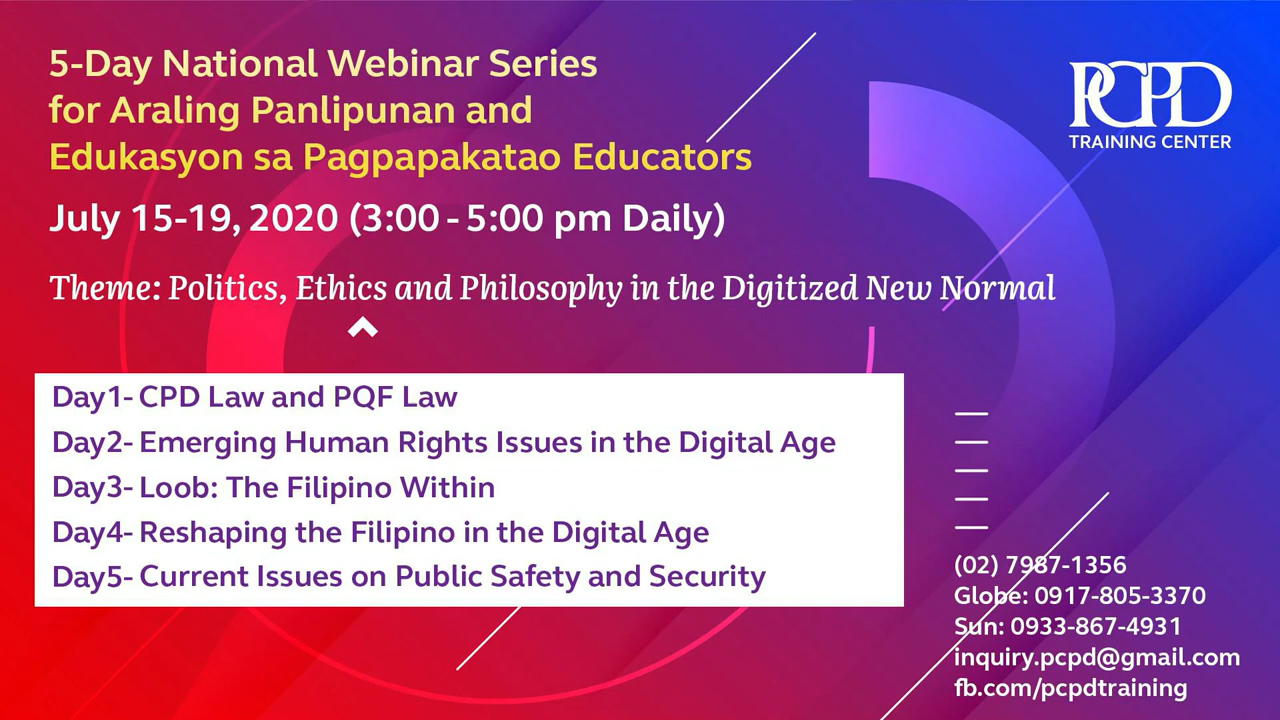 5-Day National Webinar Series
for Araling Panlipunan and
Edukasyon sa Pagpapakatao Educators
July 15-19, 2020 (3:00 - 5:00 pm Daily)
Theme: Politics, Ethics and Philosophy in the Digitized New Normal
PCPD
TRAINING CENTER
Day1- CPD Law and PQF Law
Day2- Emerging Human Rights Issues in the Digital Age
Day3- Loob: The Filipino Within
Day4- Reshaping the Filipino in the Digital Age
Day5- Current Issues on Public Safety and Security
(02) 7987-1356
Globe: 0917-805-3370
Sun: 0933-867-4931
inquiry.pcpd@gmail.com
fb.com/pcpdtraining